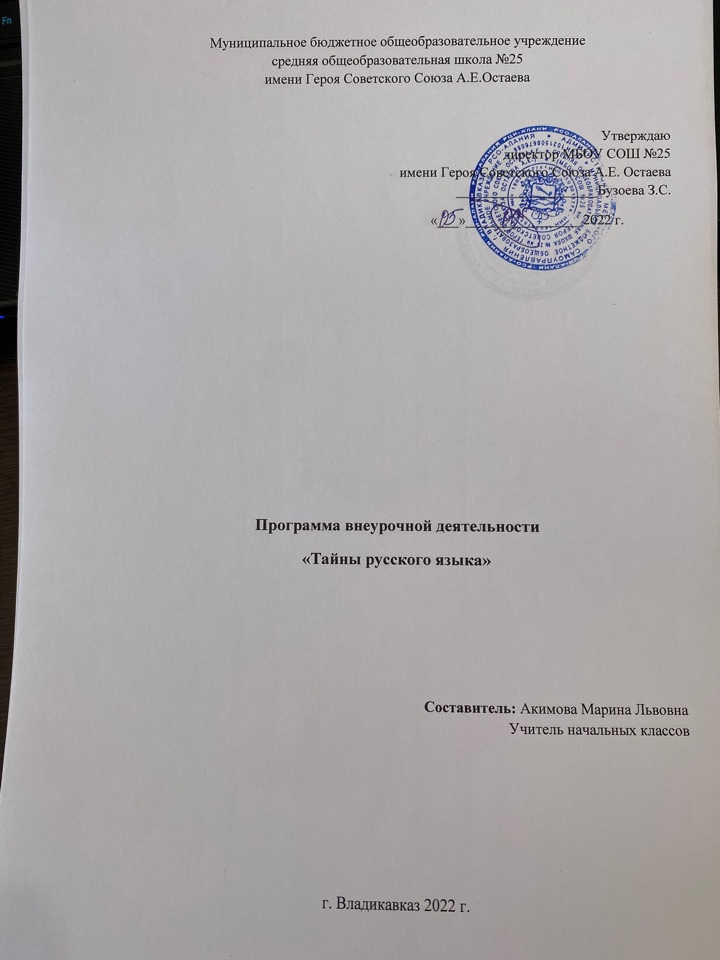 Муниципальное бюджетное общеобразовательное учреждение
средняя общеобразовательная школа №25
имени Героя Советского Союза А.Е.Остаева
Утверждаю
директор МБОУ СОШ №25
имени Героя Советского Союза А.Е. Остаева
Бузоева З.С.
«25» 2022 г.
Программа внеурочной деятельности
«Тайны русского языка»
Составитель: Акимова Марина Львовна
Учитель начальных классов
г. Владикавказ 2022 г.
Fn